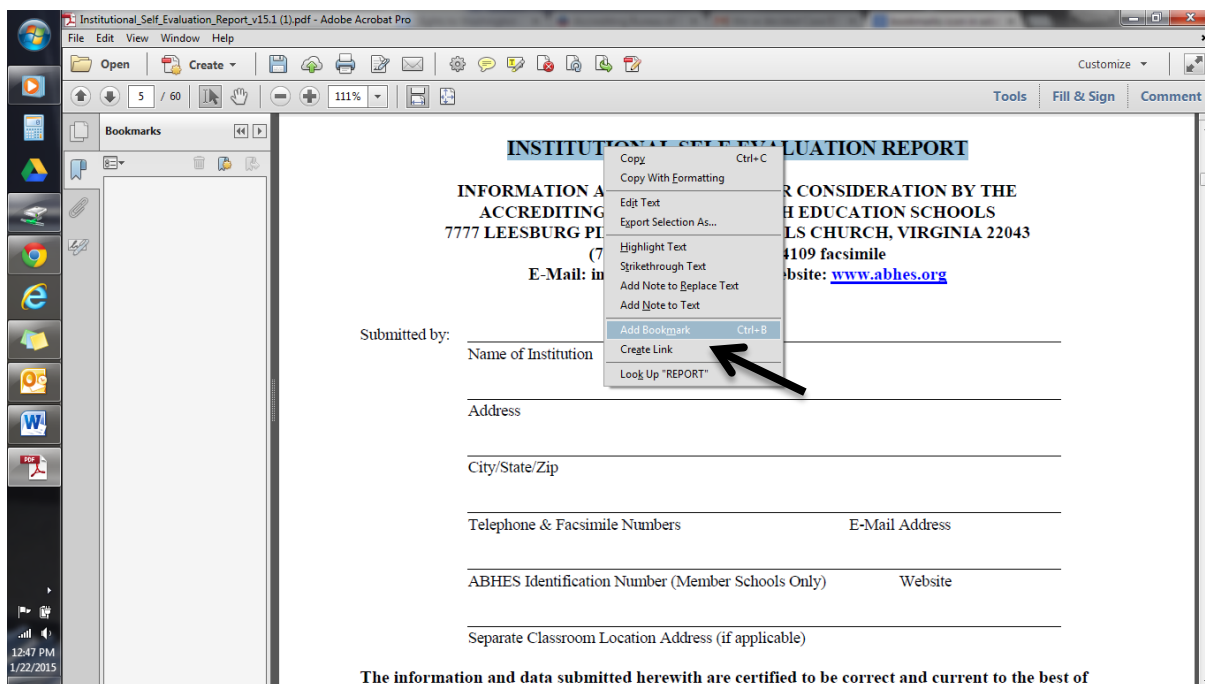 Institutional_Self_Evaluation_Report_v15.1 (1).pdf - Adobe Acrobat Pro
File Edit View Window Help
Open Create Customize
5 / 60 111% Tools Fill & Sign Comment
Bookmarks
INSTITUTIONAL SELF EVALUATION REPORT
INFORMATION A R CONSIDERATION BY THE
ACCREDITING H EDUCATION SCHOOLS
7777 LEESBURG PI LS CHURCH, VIRGINIA 22043
(7 4109 facsimile
E-Mail: in bsite: www.abhes.org
Copy Ctrl+C
Copy With Formatting
Edit Text
Export Selection As...
Highlight Text
Strikethrough Text
Add Note to Replace Text
Add Note to Text
Add Bookmark Ctrl+B
Create Link
Look Up "REPORT"
Submitted by:
Name of Institution
Address
City/State/Zip
Telephone & Facsimile Numbers E-Mail Address
ABHES Identification Number (Member Schools Only) Website
Separate Classroom Location Address (if applicable)
The information and data submitted herewith are certified to be correct and current to the best of
PDF
12:47 PM
1/22/2015